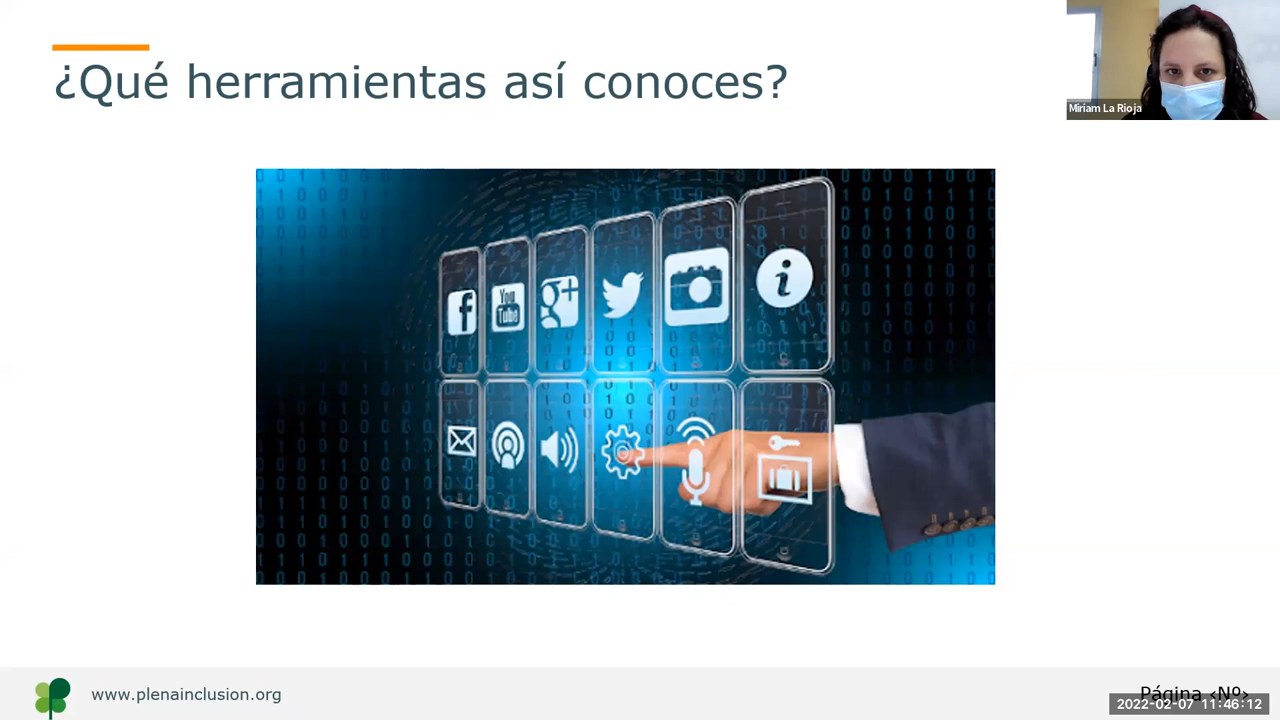 ¿Qué herramientas así conoces?
Miriam La Rioja
You
Tube
www.plenainclusion.org
Página ‹Nº›
2022-02-07 11:46:12